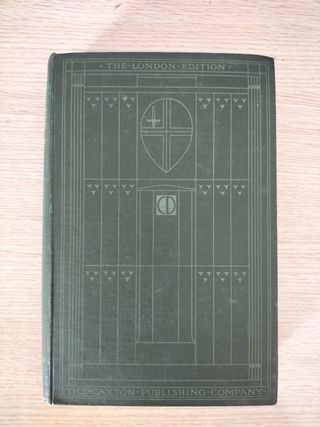 · THE · LONDON · EDITION ·
THE · CAXTON · PUBLISHING · COMPANY ·